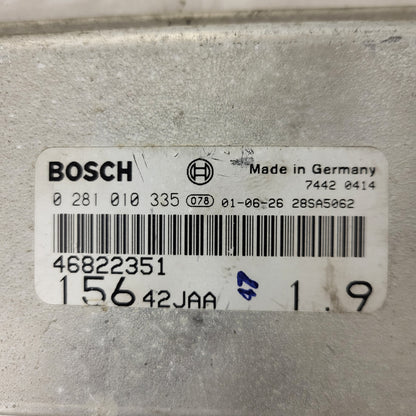 BOSCH Made in Germany
7442 0414
0 281 010 335 078 01-06-26 28SA5062
46822351
156 42JAA 47 1.9